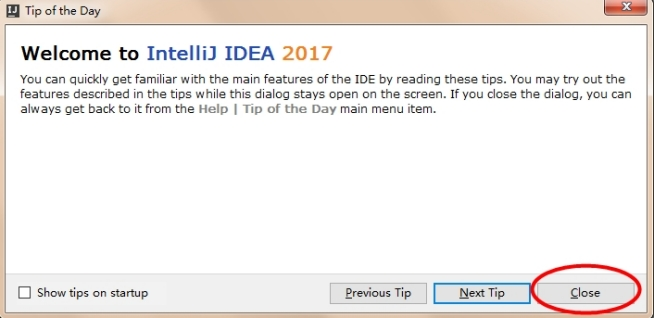 Tip of the Day
Welcome to IntelliJ IDEA 2017
You can quickly get familiar with the main features of the IDE by reading these tips. You may try out the
features described in the tips while this dialog stays open on the screen. If you close the dialog, you can
always get back to it from the Help | Tip of the Day main menu item.
Show tips on startup
Previous Tip
Next Tip
Close